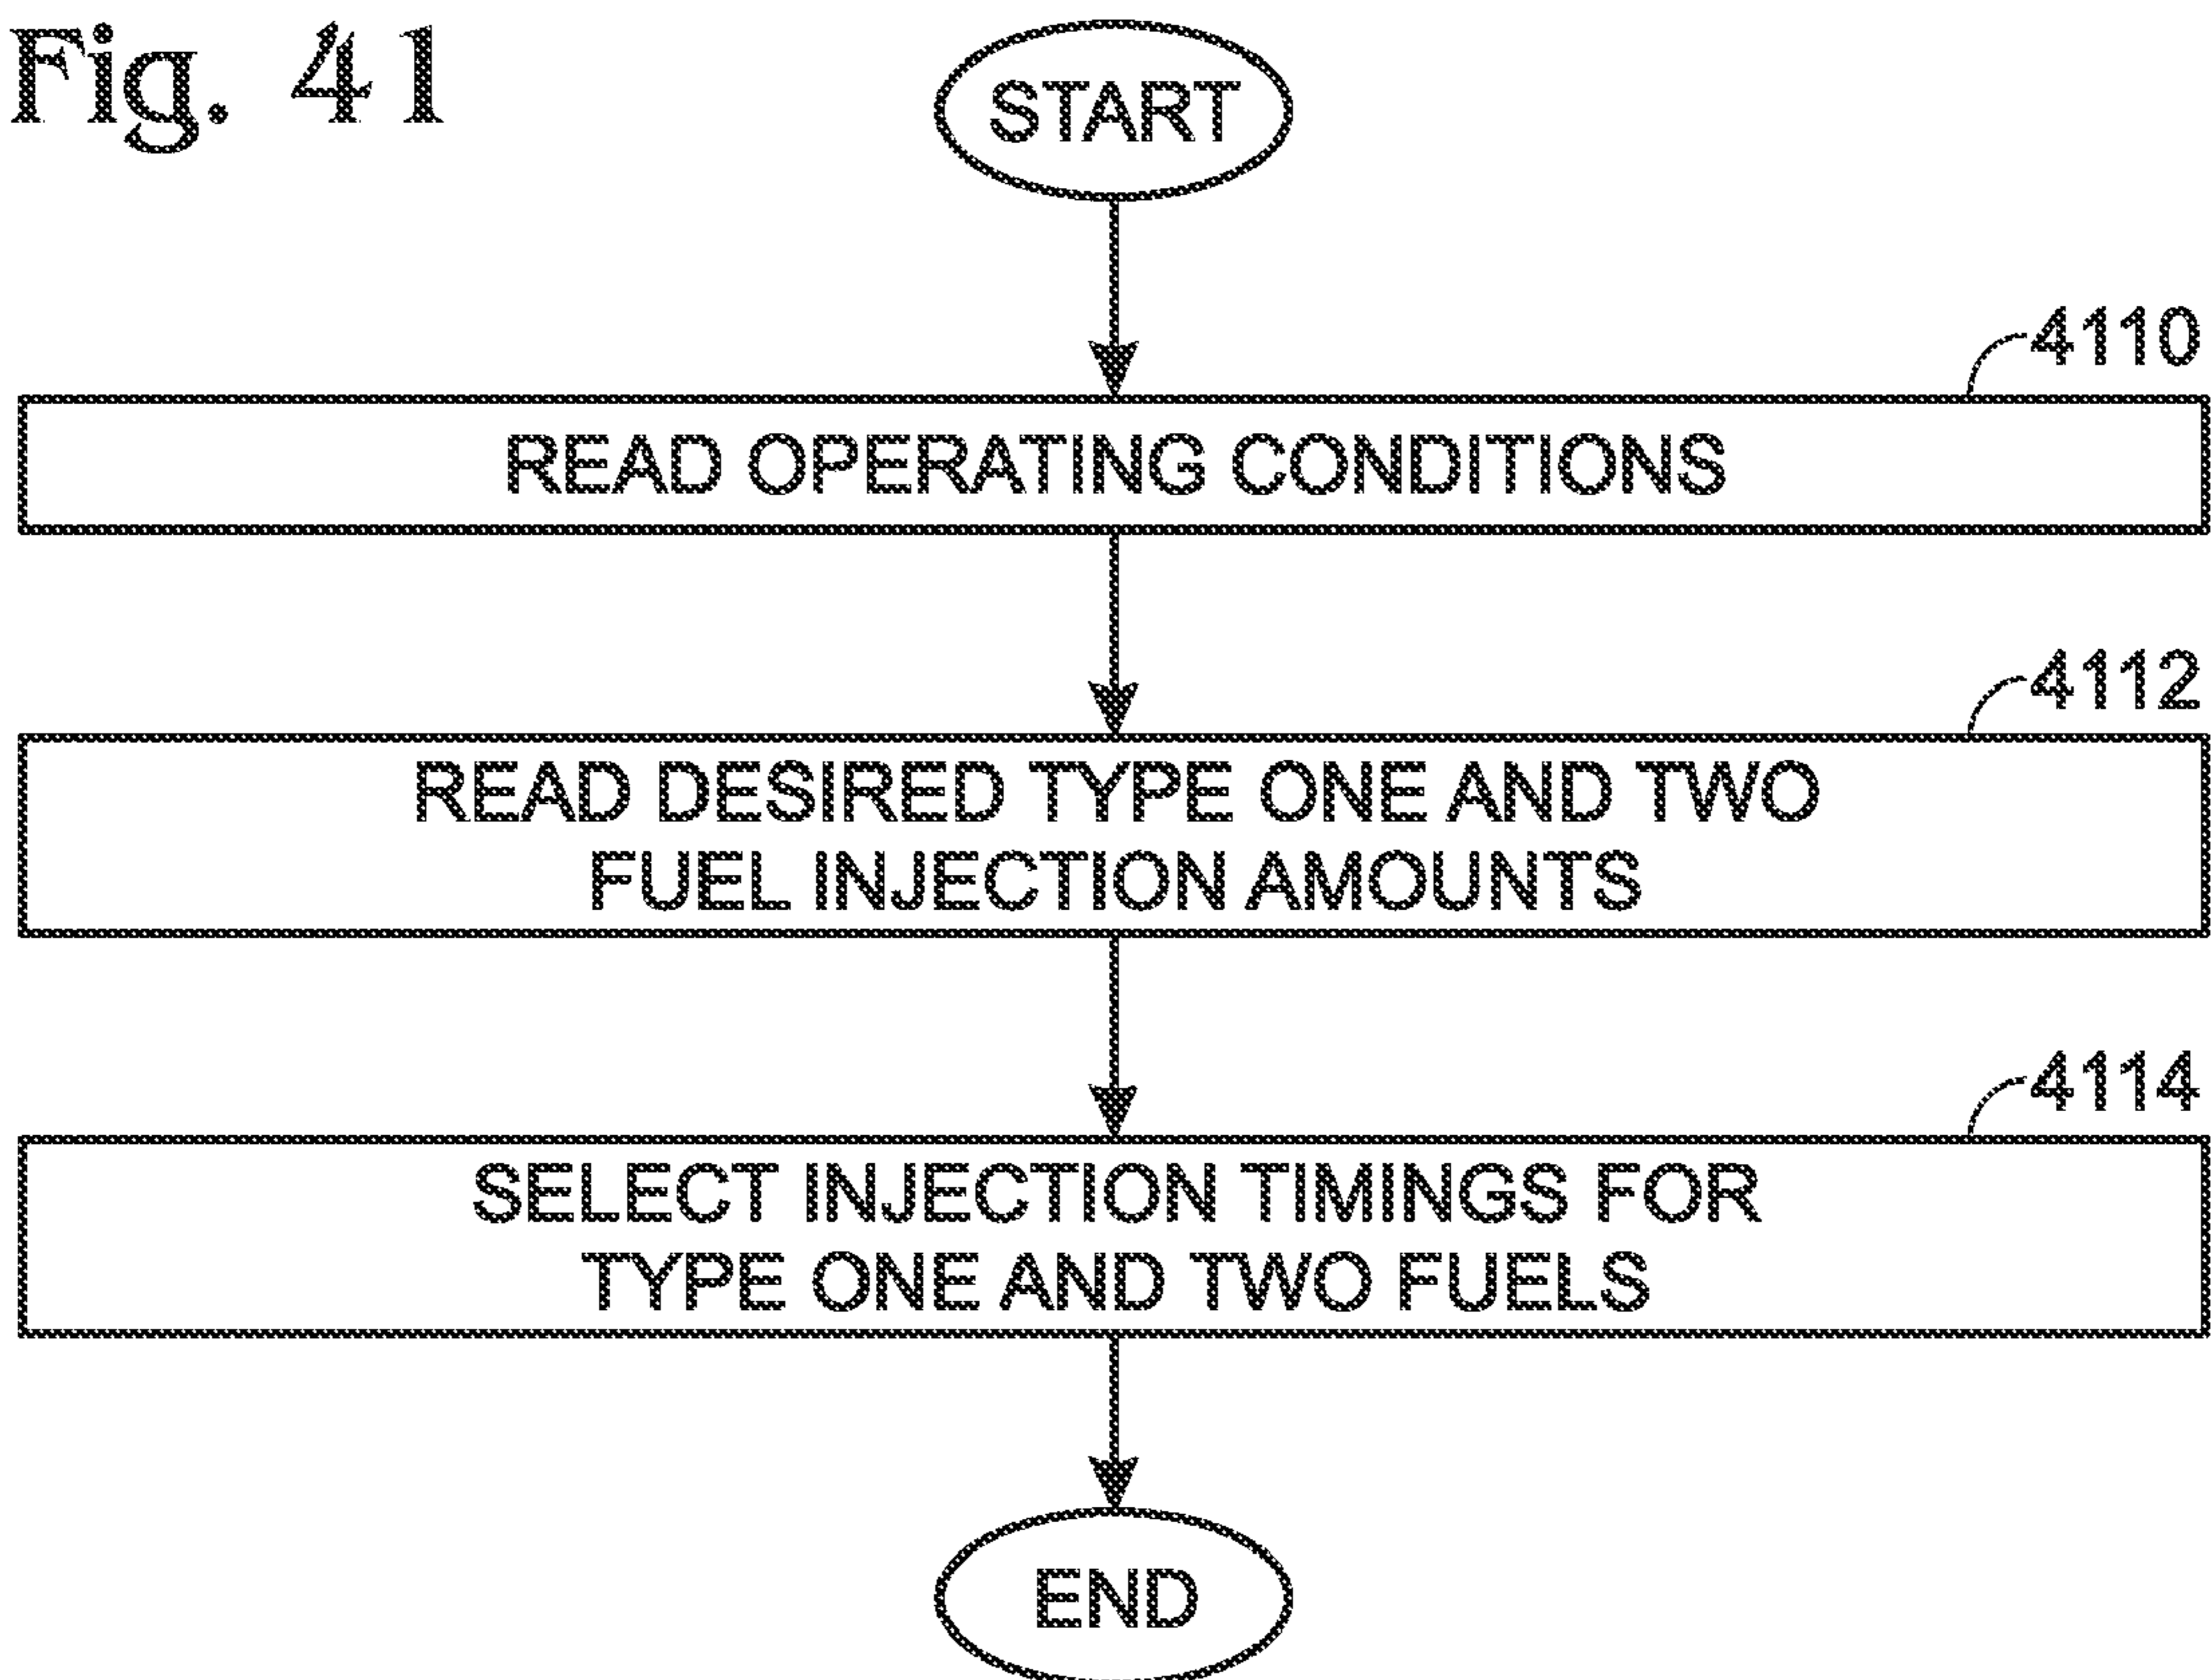 Fig. 41
START
4110
READ OPERATING CONDITIONS
4112
READ DESIRED TYPE ONE AND TWO
FUEL INJECTION AMOUNTS
4114
SELECT INJECTION TIMINGS FOR
TYPE ONE AND TWO FUELS
END